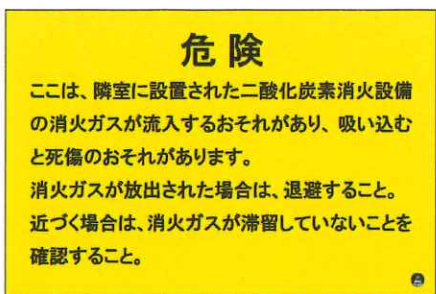 危険
ここは、隣室に設置された二酸化炭素消火設備
の消火ガスが流入するおそれがあり、吸い込む
と死傷のおそれがあります。
消火ガスが放出された場合は、退避すること。
近づく場合は、消火ガスが滞留していないことを
確認すること。